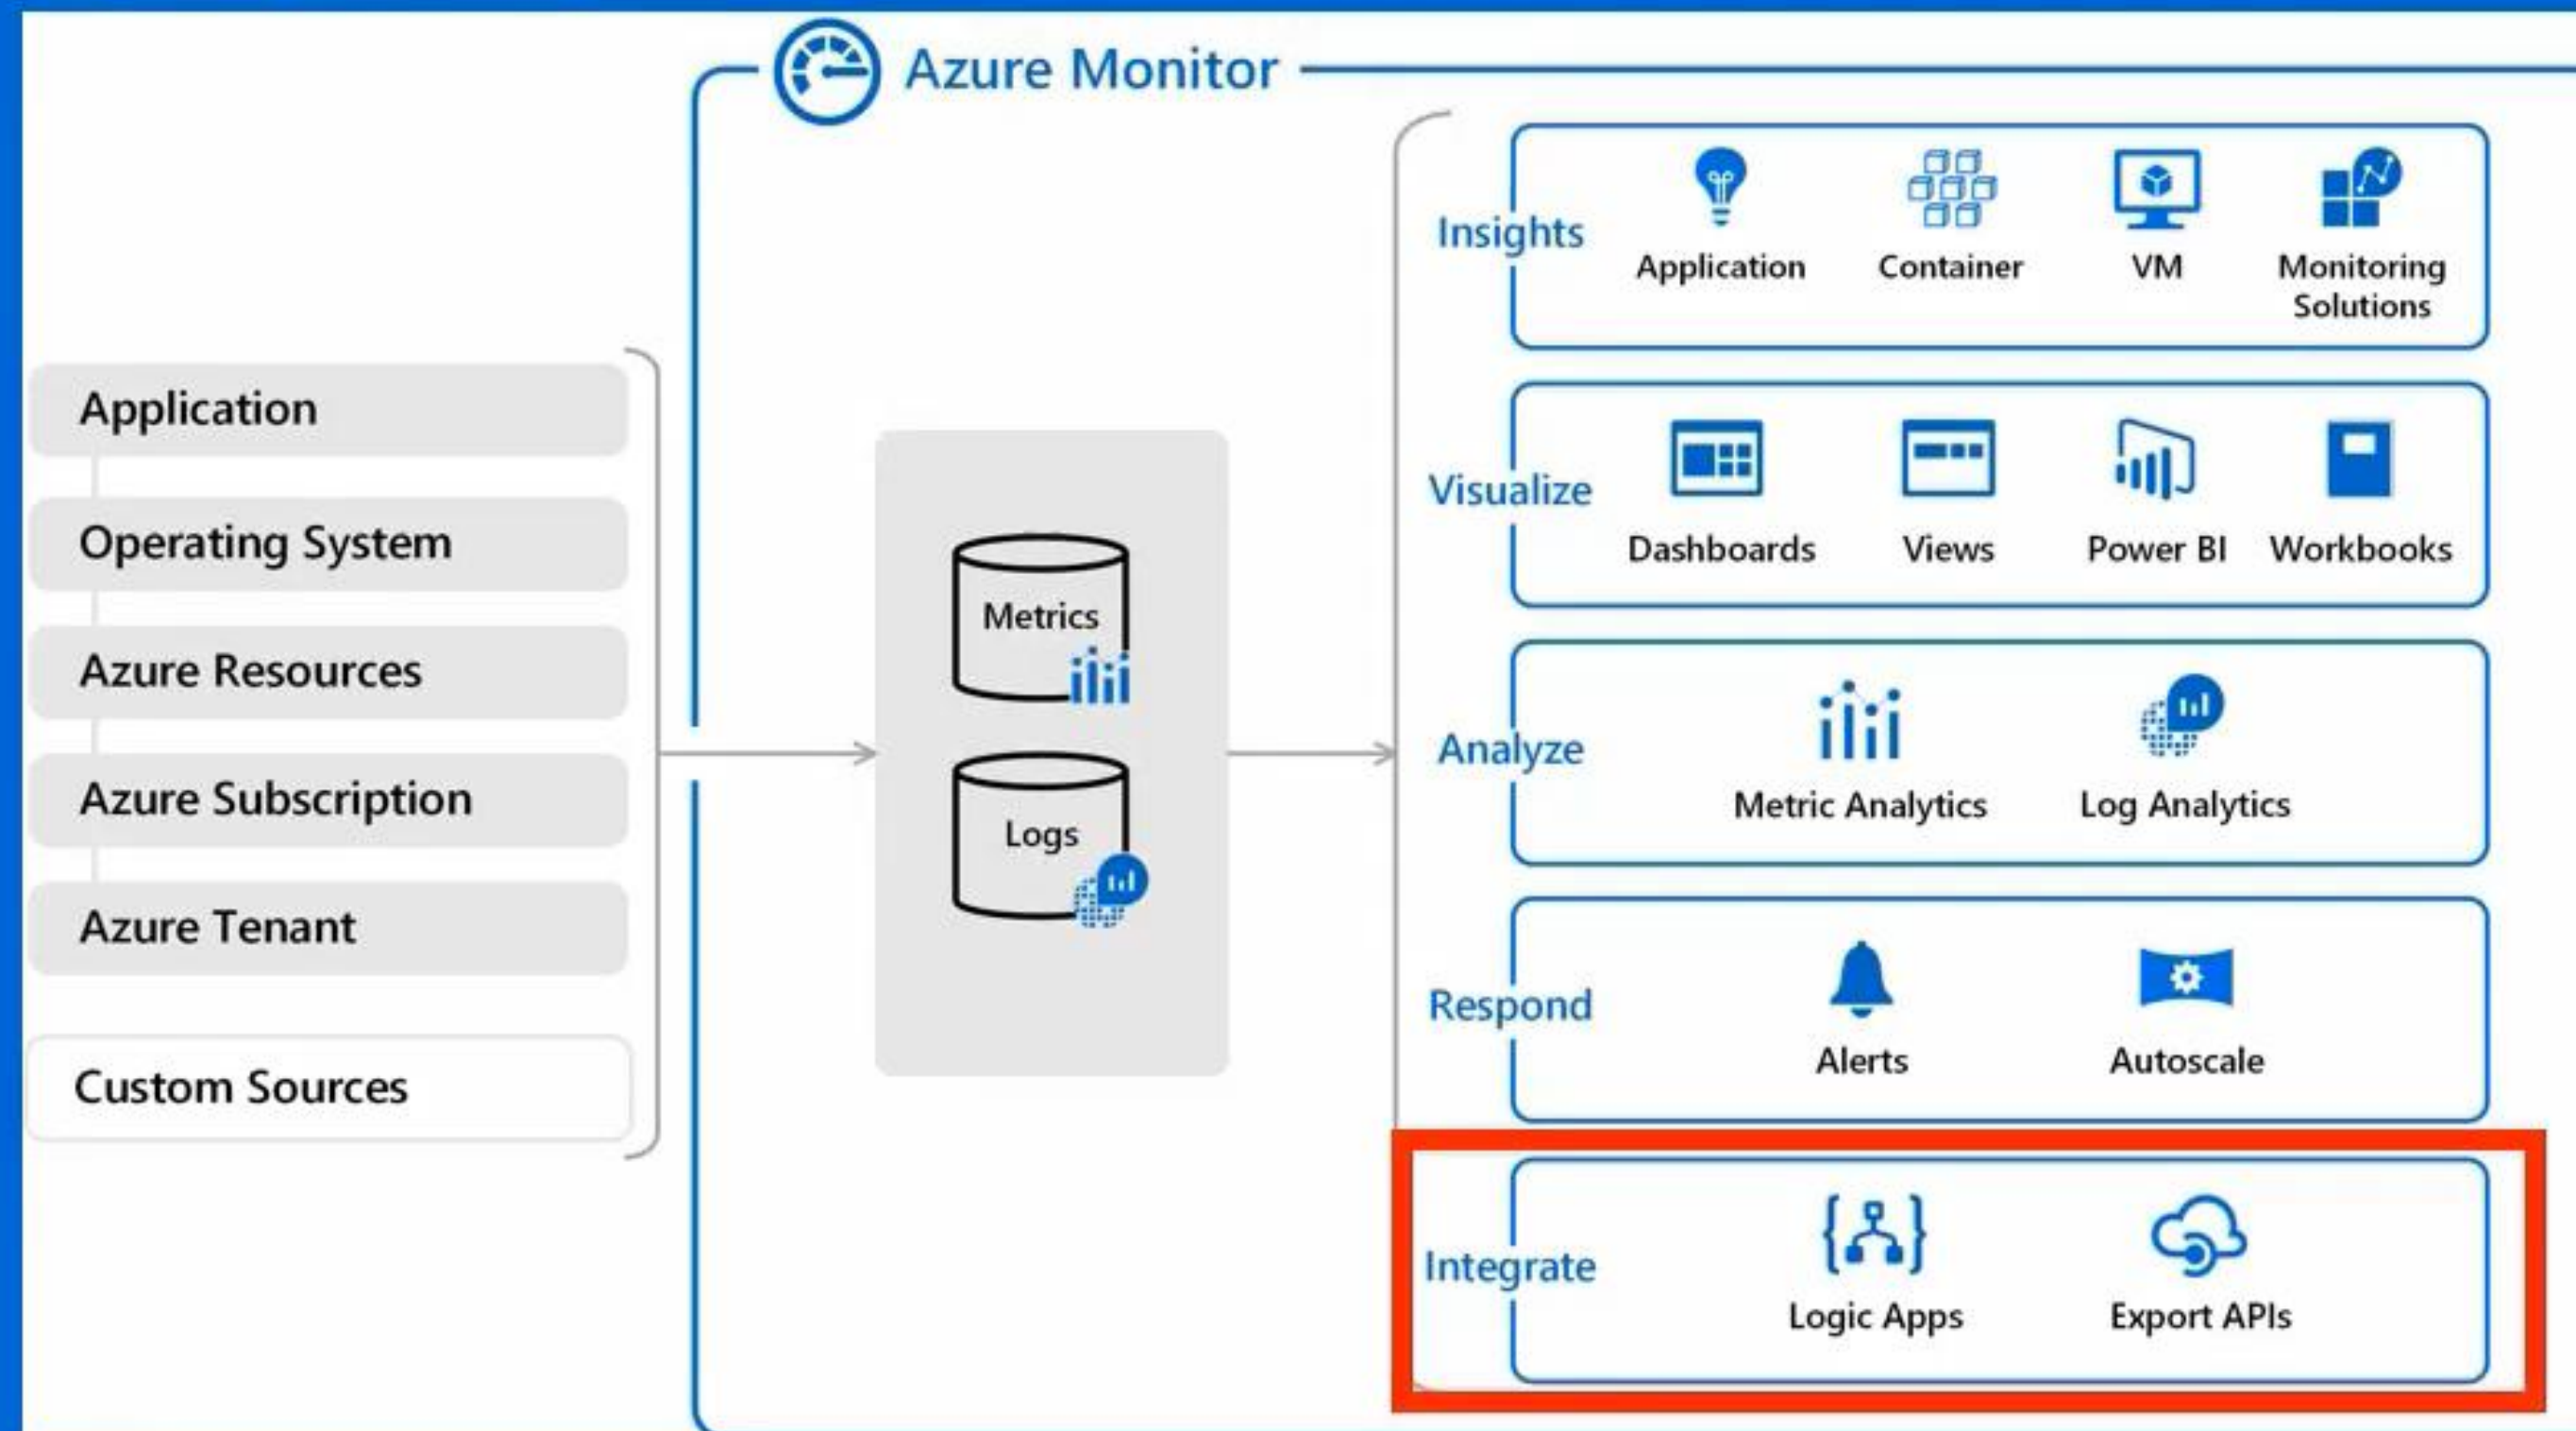 Azure Monitor
Application
Operating System
Azure Resources
Azure Subscription
Azure Tenant
Custom Sources
Metrics
Logs
Insights
Application
Container
VM
Monitoring
Solutions
Visualize
Dashboards
Views
Power BI
Workbooks
Analyze
Metric Analytics
Log Analytics
Respond
Alerts
Autoscale
Integrate
Logic Apps
Export APIs